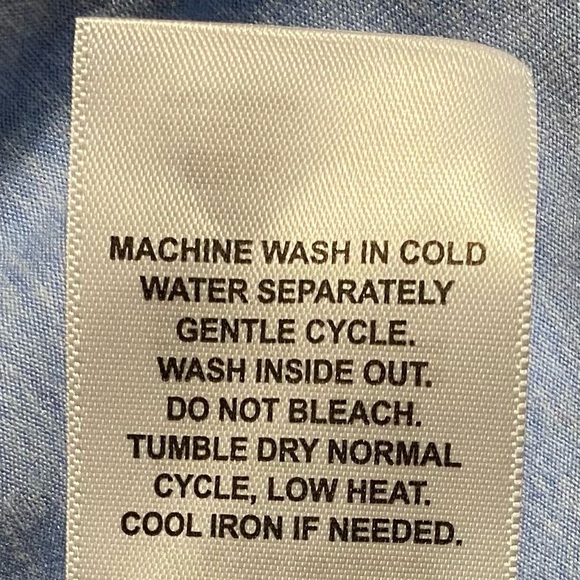 MACHINE WASH IN COLD
WATER SEPARATELY
GENTLE CYCLE.
WASH INSIDE OUT.
DO NOT BLEACH.
TUMBLE DRY NORMAL
CYCLE, LOW HEAT.
COOL IRON IF NEEDED.